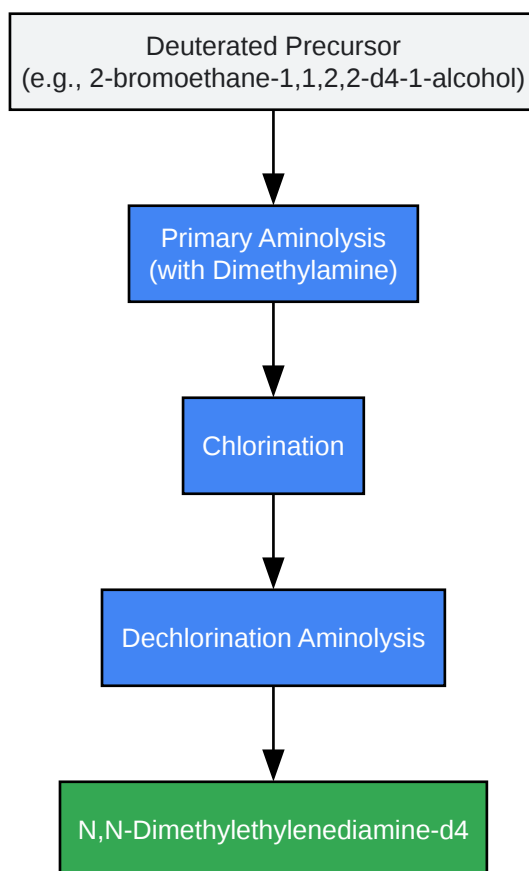 Deuterated Precursor
(e.g., 2-bromoethane-1,1,2,2-d4-1-alcohol)
Primary Aminolysis
(with Dimethylamine)
Chlorination
Dechlorination Aminolysis
N,N-Dimethylethylenediamine-d4